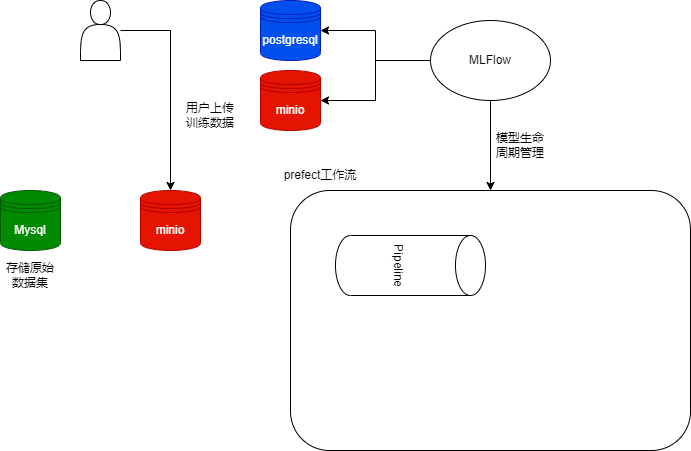 postgresql
MLFlow
minio
用户上传
训练数据
模型生命
周期管理
prefect工作流
Mysql
minio
Pipeline
存储原始
数据集